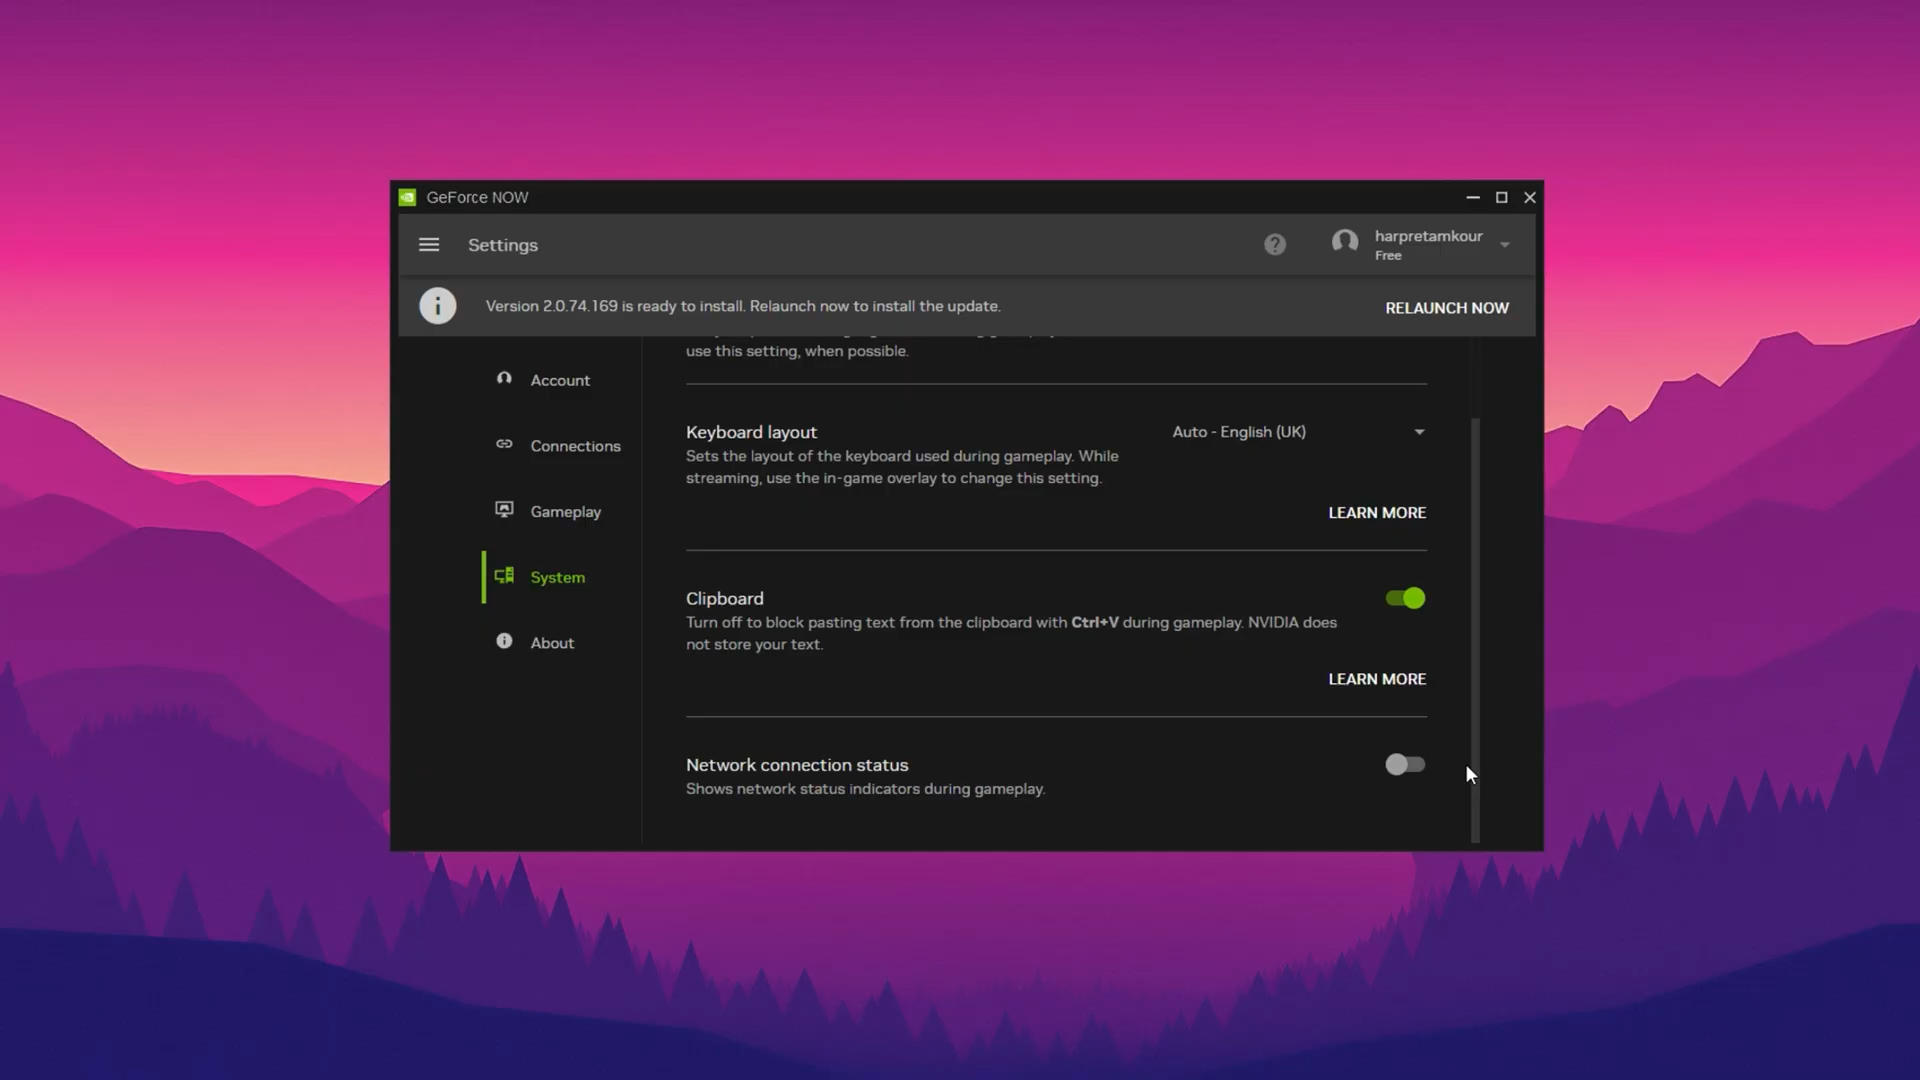 GeForce NOW
Settings
harpretamkour
Free
Version 2.0.74.169 is ready to install. Relaunch now to install the update.
RELAUNCH NOW
use this setting, when possible.
Account
Connections
Gameplay
System
About
Keyboard layout
Auto - English (UK)
Sets the layout of the keyboard used during gameplay. While
streaming, use the in-game overlay to change this setting.
LEARN MORE
Clipboard
Turn off to block pasting text from the clipboard with Ctrl+V during gameplay. NVIDIA does
not store your text.
LEARN MORE
Network connection status
Shows network status indicators during gameplay.